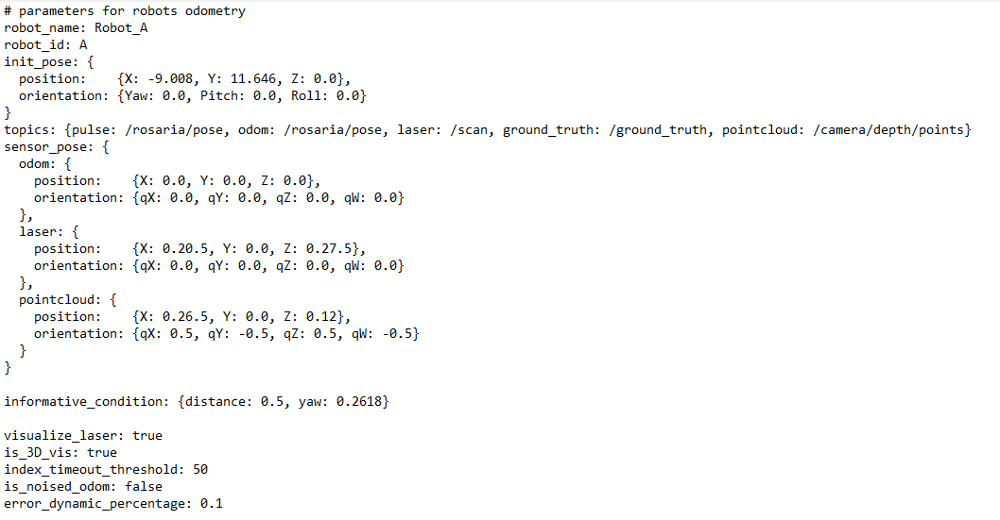 # parameters for robots odometry
robot_name: Robot_A
robot_id: A
init_pose: {
  position:    {X: -9.008, Y: 11.646, Z: 0.0},
  orientation: {Yaw: 0.0, Pitch: 0.0, Roll: 0.0}
}
topics: {pulse: /rosaria/pose, odom: /rosaria/pose, laser: /scan, ground_truth: /ground_truth, pointcloud: /camera/depth/points}
sensor_pose: {
  odom: {
    position:    {X: 0.0, Y: 0.0, Z: 0.0},
    orientation: {qX: 0.0, qY: 0.0, qZ: 0.0, qW: 0.0}
  },
  laser: {
    position:    {X: 0.20.5, Y: 0.0, Z: 0.27.5},
    orientation: {qX: 0.0, qY: 0.0, qZ: 0.0, qW: 0.0}
  },
  pointcloud: {
    position:    {X: 0.26.5, Y: 0.0, Z: 0.12},
    orientation: {qX: 0.5, qY: -0.5, qZ: 0.5, qW: -0.5}
  }
}

informative_condition: {distance: 0.5, yaw: 0.2618}

visualize_laser: true
is_3D_vis: true
index_timeout_threshold: 50
is_noised_odom: false
error_dynamic_percentage: 0.1